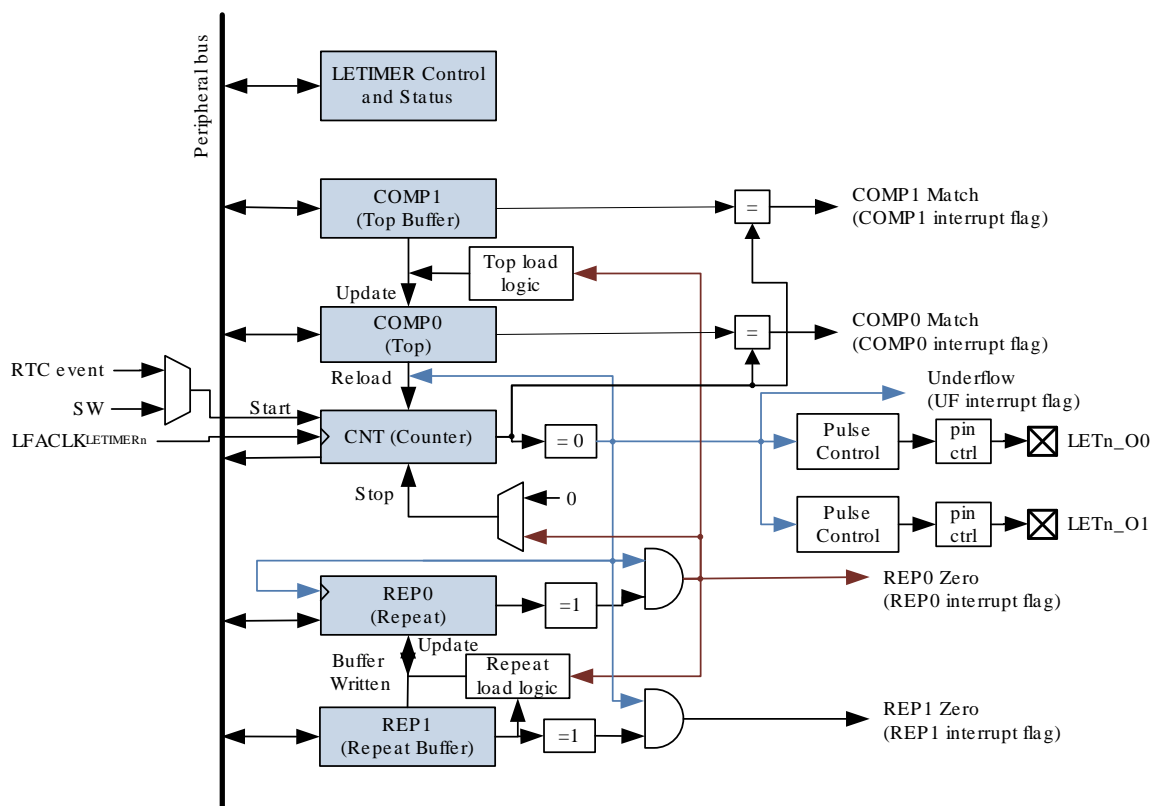 Peripheral bus
LETIMER Control
and Status
COMP1
(Top Buffer)
=
COMP1 Match
(COMP1 interrupt flag)
Top load
logic
Update
COMP0
(Top)
=
COMP0 Match
(COMP0 interrupt flag)
RTC event
SW
Reload
Start
LFACLKLETIMERn
CNT (Counter)
= 0
Underflow
(UF interrupt flag)
Pulse
Control
pin
ctrl
LETn_O0
Stop
0
Pulse
Control
pin
ctrl
LETn_O1
REP0
(Repeat)
=1
REP0 Zero
(REP0 interrupt flag)
Update
Buffer
Written
Repeat
load logic
REP1
(Repeat Buffer)
=1
REP1 Zero
(REP1 interrupt flag)